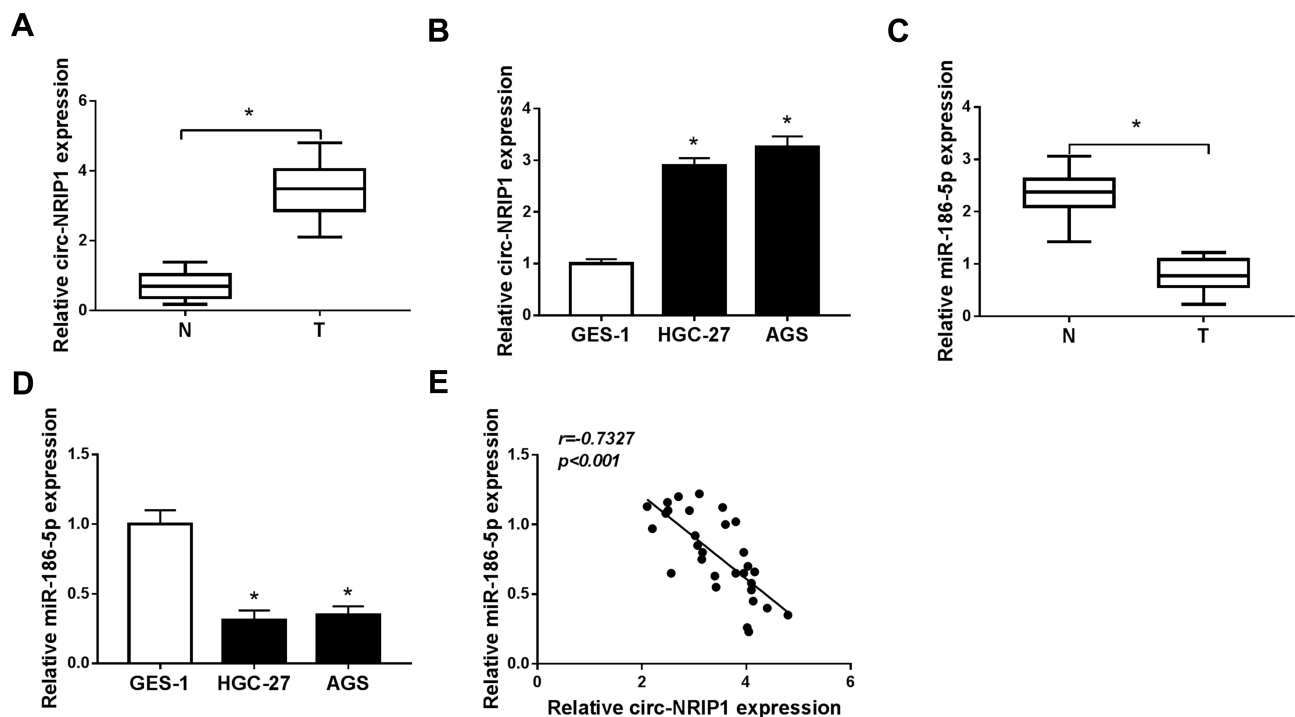 A
Relative circ-NRIP1 expression
6
4
2
0
*
N
T
B
Relative circ-NRIP1 expression
4
3
2
1
0
*
*
GES-1
HGC-27
AGS
C
Relative miR-186-5p expression
4
3
2
1
0
*
N
T
D
Relative miR-186-5p expression
1.5
1.0
0.5
0.0
*
*
GES-1
HGC-27
AGS
E
Relative miR-186-5p expression
r=-0.7327
p<0.001
1.5
1.0
0.5
0.0
0
2
4
6
Relative circ-NRIP1 expression